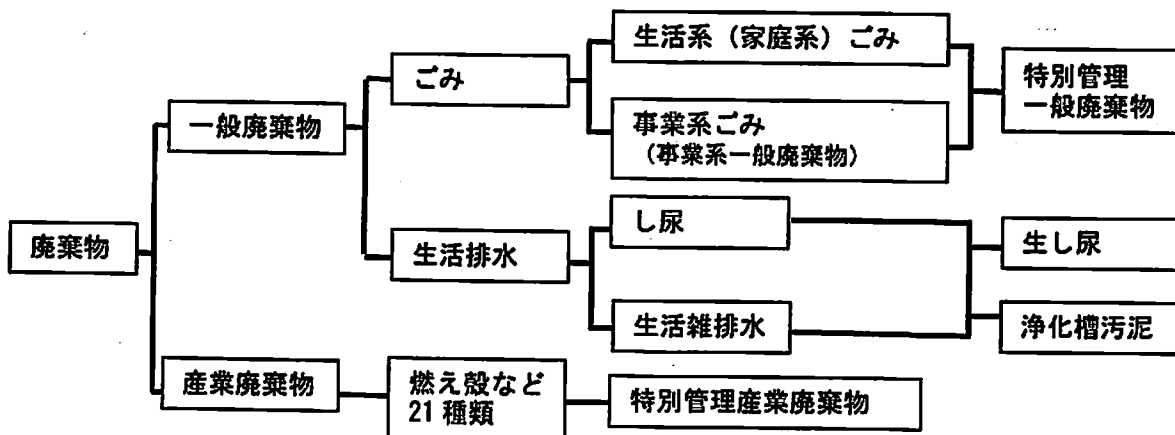 廃棄物
一般廃棄物
産業廃棄物
ごみ
生活排水
燃え殻など
21種類
生活系（家庭系）ごみ
事業系ごみ
（事業系一般廃棄物）
し尿
生活雑排水
特別管理産業廃棄物
特別管理
一般廃棄物
生し尿
浄化槽汚泥